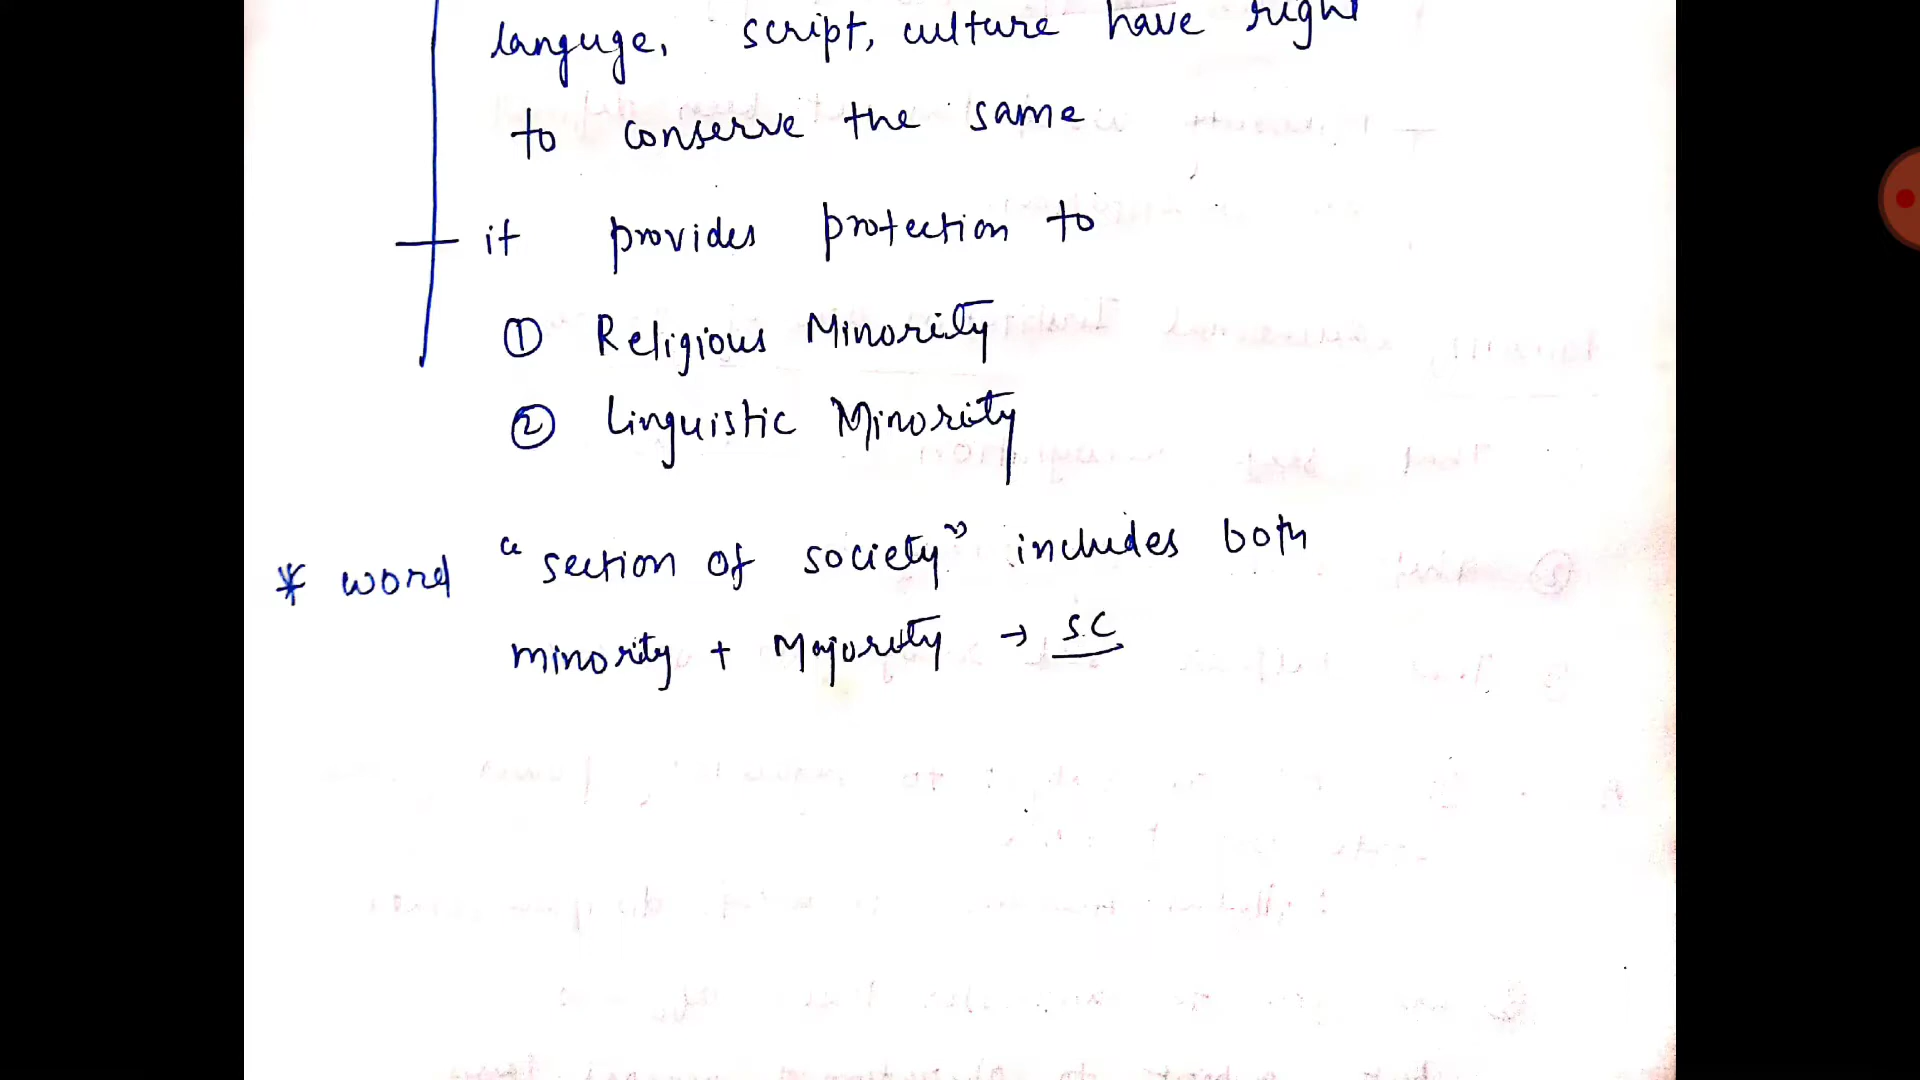 languge, script, culture have right
to conserve the same
it provides protection to
① Religious Minority
② Linguistic Minority
* word "section of society" includes both
minority + Majority → S.C